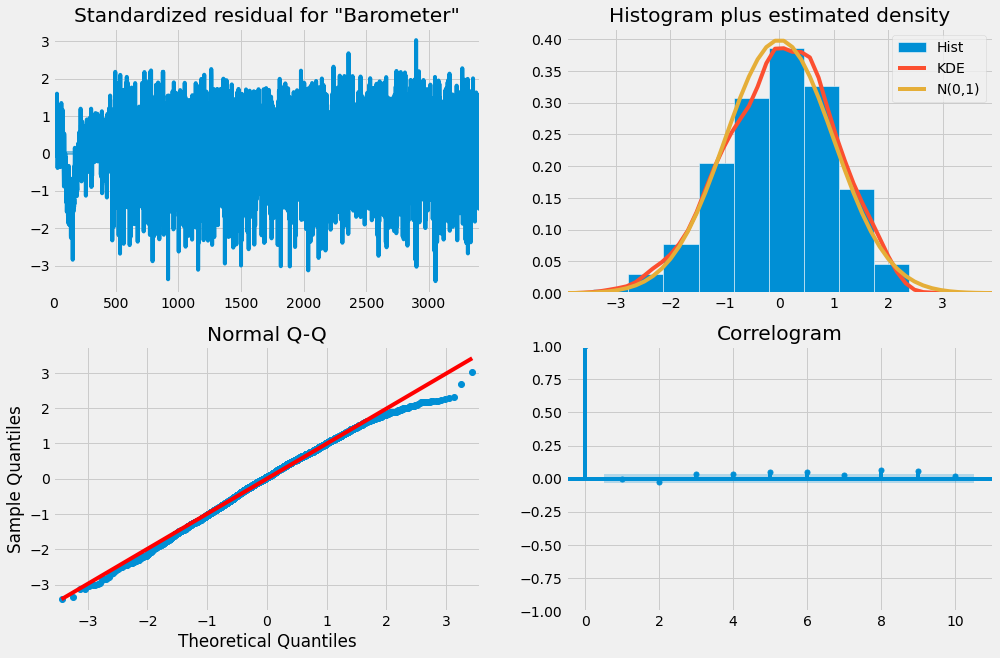 Standardized residual for "Barometer"
3
2
1
0
−1
−2
−3
0 500 1000 1500 2000 2500 3000
Histogram plus estimated density
0.40
0.35
0.30
0.25
0.20
0.15
0.10
0.05
0.00
Hist
KDE
N(0,1)
−3 −2 −1 0 1 2 3
Normal Q-Q
Sample Quantiles
3
2
1
0
−1
−2
−3
−3 −2 −1 0 1 2 3
Theoretical Quantiles
Correlogram
1.00
0.75
0.50
0.25
0.00
−0.25
−0.50
−0.75
−1.00
0 2 4 6 8 10